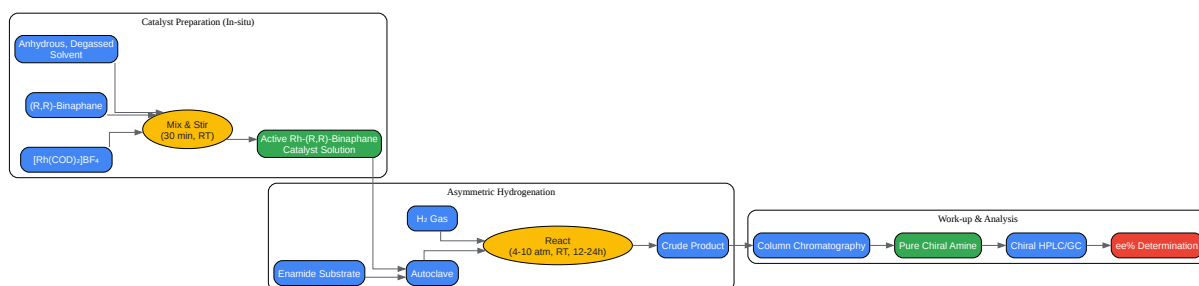 Catalyst Preparation (In-situ)
Anhydrous, Degassed
Solvent
(R,R)-Binaphane
[Rh(COD)₂]BF₄
Mix & Stir
(30 min, RT)
Active Rh-(R,R)-Binaphane
Catalyst Solution
Asymmetric Hydrogenation
H₂ Gas
Enamide Substrate
Autoclave
React
(4-10 atm, RT, 12-24h)
Crude Product
Work-up & Analysis
Column Chromatography
Pure Chiral Amine
Chiral HPLC/GC
ee% Determination